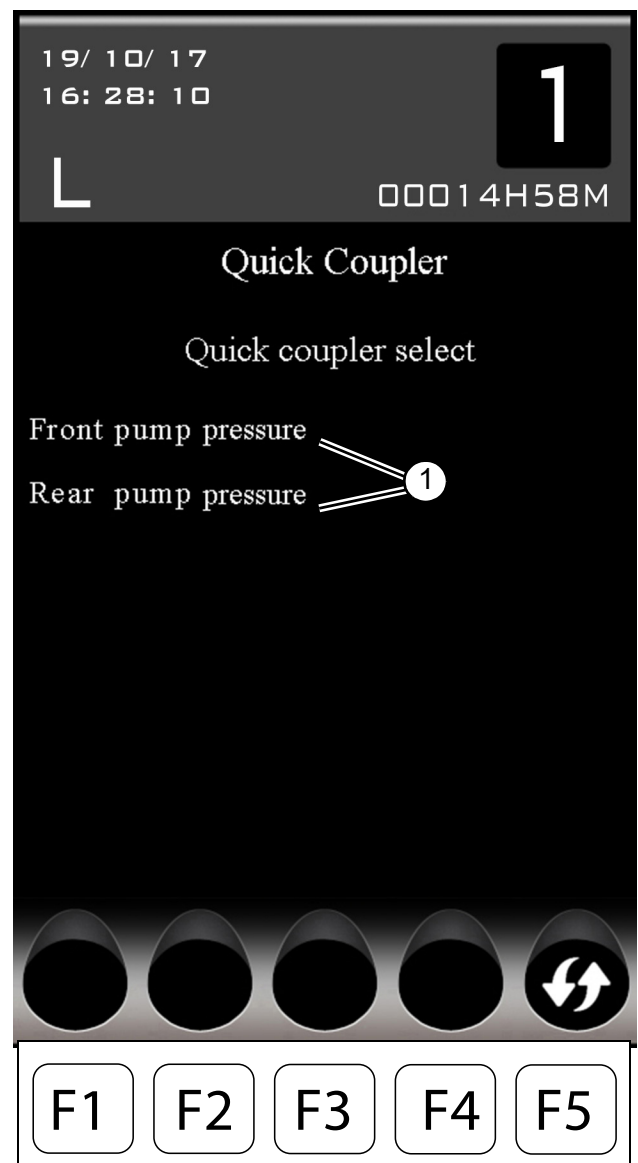 19/ 10/ 17
16: 28: 10
1
L
00014H58M
Quick Coupler
Quick coupler select
Front pump pressure
1
Rear pump pressure
F1 F2 F3 F4 F5